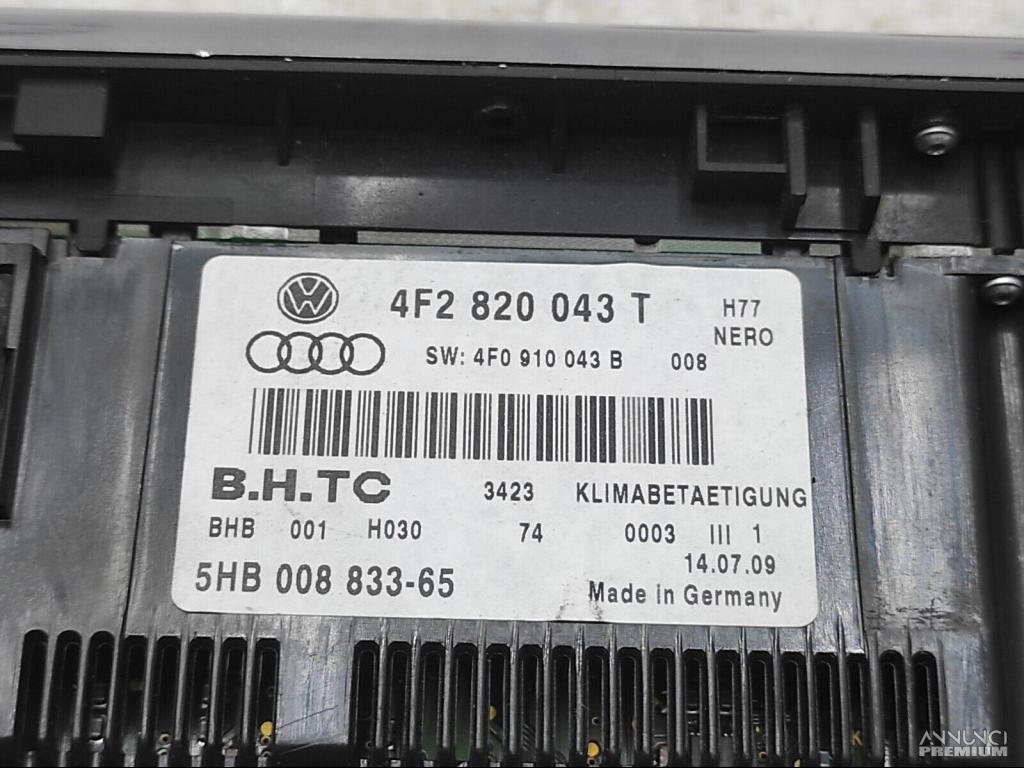 4F2 820 043 T H77
NERO
SW: 4F0 910 043 B 008
B.H.TC 3423 KLIMABETAETIGUNG
BHB 001 H030 74 0003 III 1
14.07.09
5HB 008 833-65 Made in Germany
ANNUNCI
PREMIUM